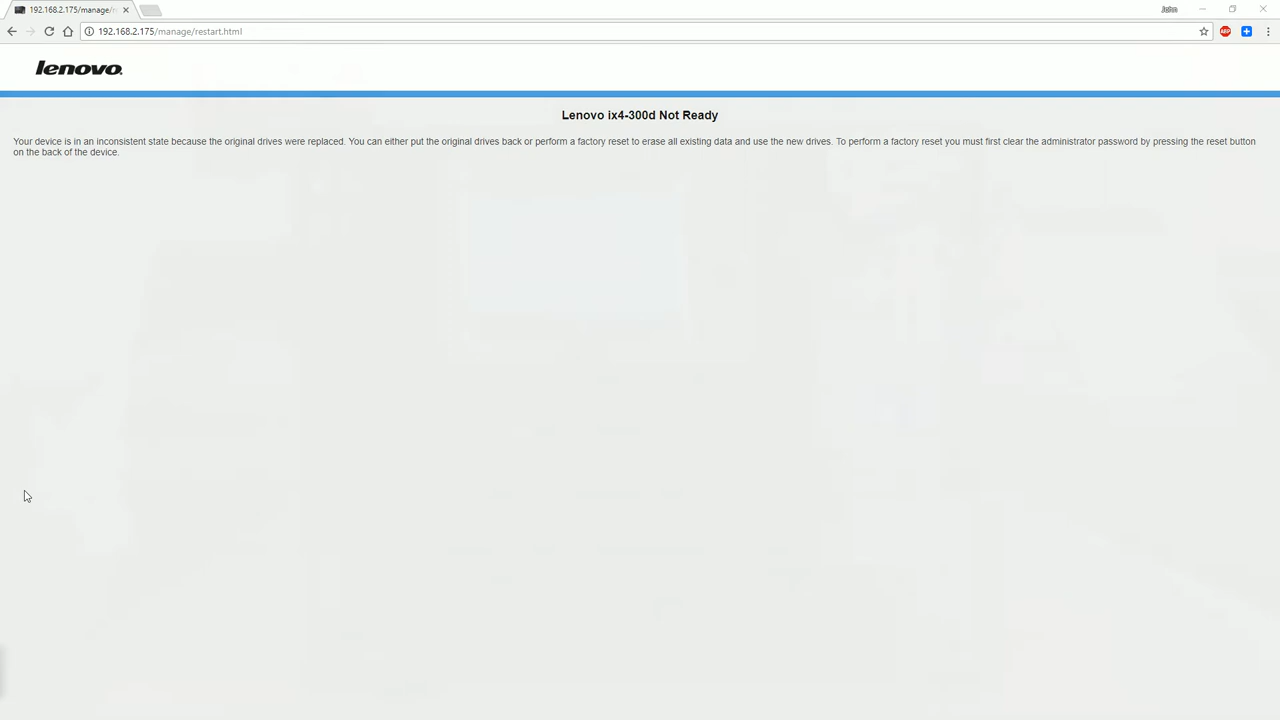 192.168.2.175/manage/r
John
192.168.2.175/manage/restart.html
ABP
lenovo
Lenovo ix4-300d Not Ready
Your device is in an inconsistent state because the original drives were replaced. You can either put the original drives back or perform a factory reset to erase all existing data and use the new drives. To perform a factory reset you must first clear the administrator password by pressing the reset button
on the back of the device.